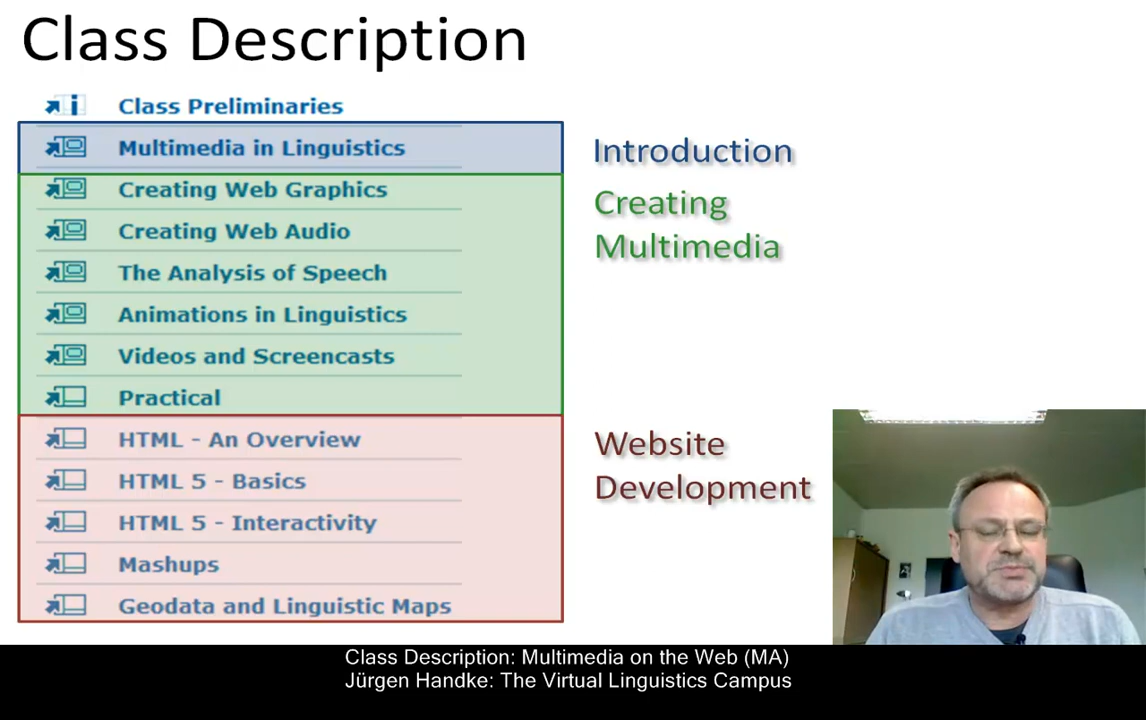 Class Description
Class Preliminaries
Multimedia in Linguistics
Introduction
Creating Web Graphics
Creating
Multimedia
Creating Web Audio
The Analysis of Speech
Animations in Linguistics
Videos and Screencasts
Practical
HTML - An Overview
Website
Development
HTML 5 - Basics
HTML 5 - Interactivity
Mashups
Geodata and Linguistic Maps
Class Description: Multimedia on the Web (MA)
Jürgen Handke: The Virtual Linguistics Campus